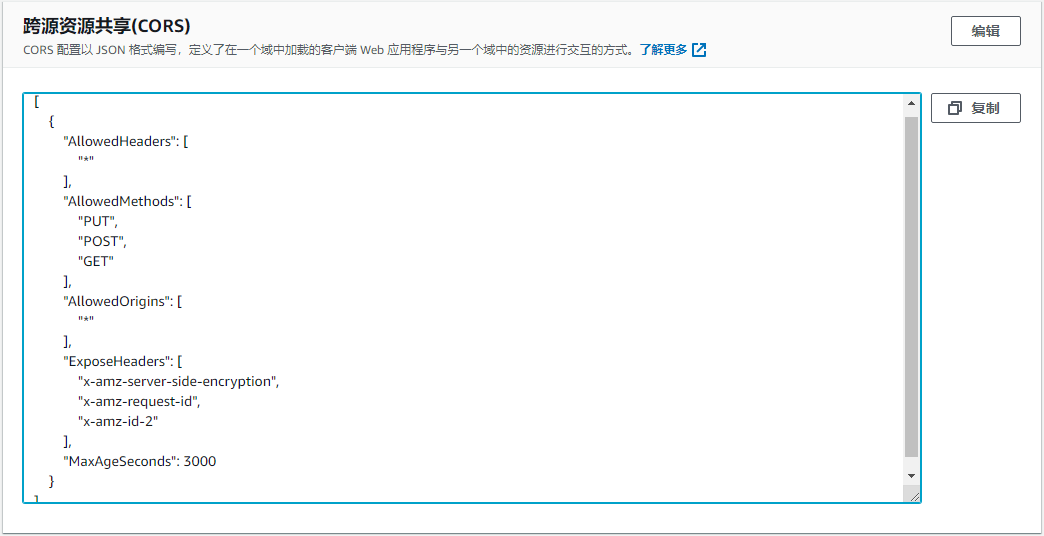 跨源资源共享(CORS)
CORS 配置以 JSON 格式编写，定义了在一个域中加载的客户端 Web 应用程序与另一个域中的资源进行交互的方式。了解更多
编辑
复制
[
{
"AllowedHeaders": [
"*"
],
"AllowedMethods": [
"PUT",
"POST",
"GET"
],
"AllowedOrigins": [
"*"
],
"ExposeHeaders": [
"x-amz-server-side-encryption",
"x-amz-request-id",
"x-amz-id-2"
],
"MaxAgeSeconds": 3000
}
]